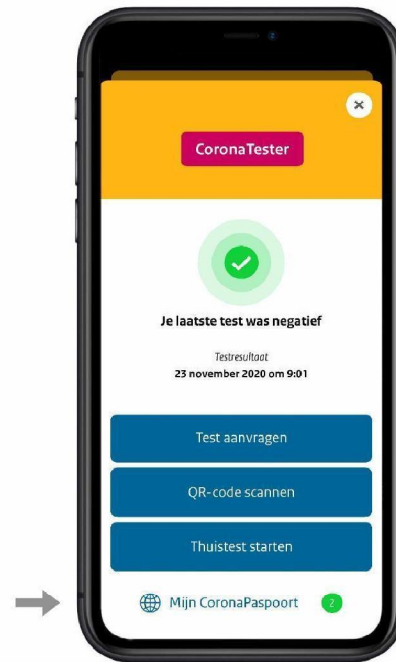 CoronaTester
Je laatste test was negatief
Testresultaat
23 november 2020 om 9:01
Test aanvragen
QR-code scannen
Thuistest starten
Mijn CoronaPaspoort 2